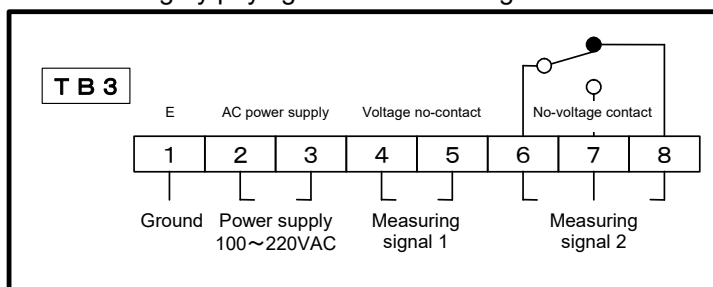 TB3
E AC power supply Voltage no-contact No-voltage contact
1 2 3 4 5 6 7 8
Ground Power supply Measuring Measuring
100～220VAC signal 1 signal 2